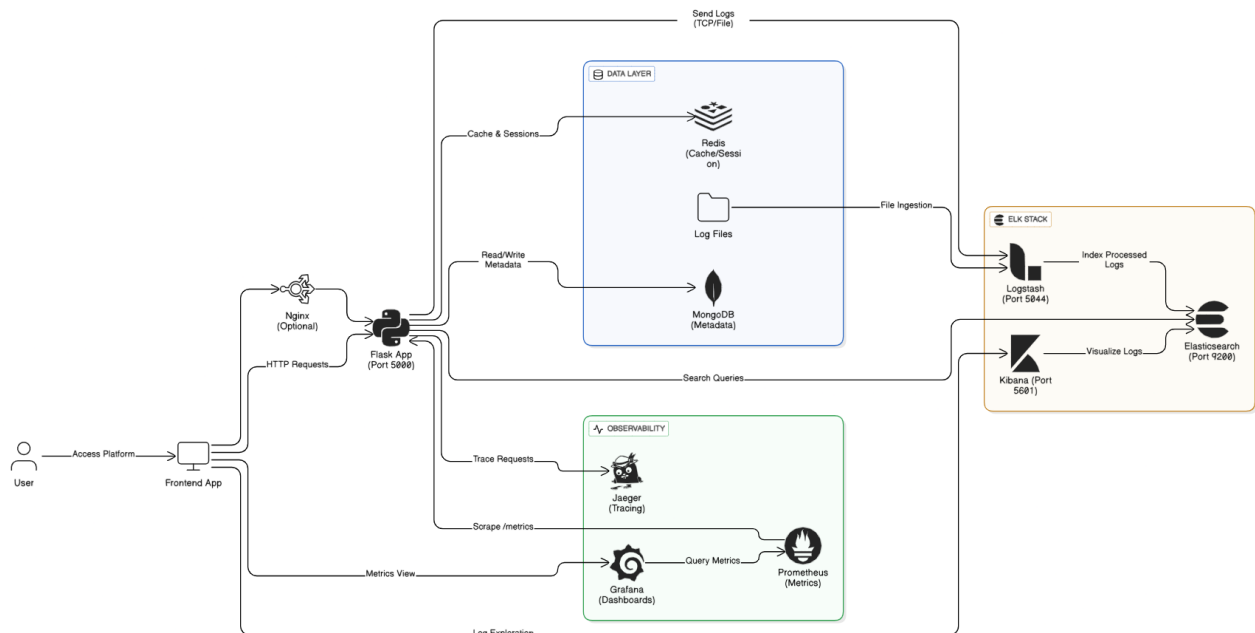 Send Logs
(TCP/File)
DATA LAYER
Cache & Sessions
Redis
(Cache/Sessi
on)
File Ingestion
Log Files
ELK STACK
Read/Write
Metadata
Index Processed
Logs
Logstash
(Port 5044)
Nginx
(Optional)
MongoDB
(Metadata)
Elasticsearch
(Port 9200)
Flask App
(Port 5000)
HTTP Requests
Search Queries
Visualize Logs
Kibana (Port
5601)
OBSERVABILITY
Access Platform
User
Frontend App
Trace Requests
Jaeger
(Tracing)
Scrape /metrics
Query Metrics
Prometheus
(Metrics)
Metrics View
Grafana
(Dashboards)
Log Exploration